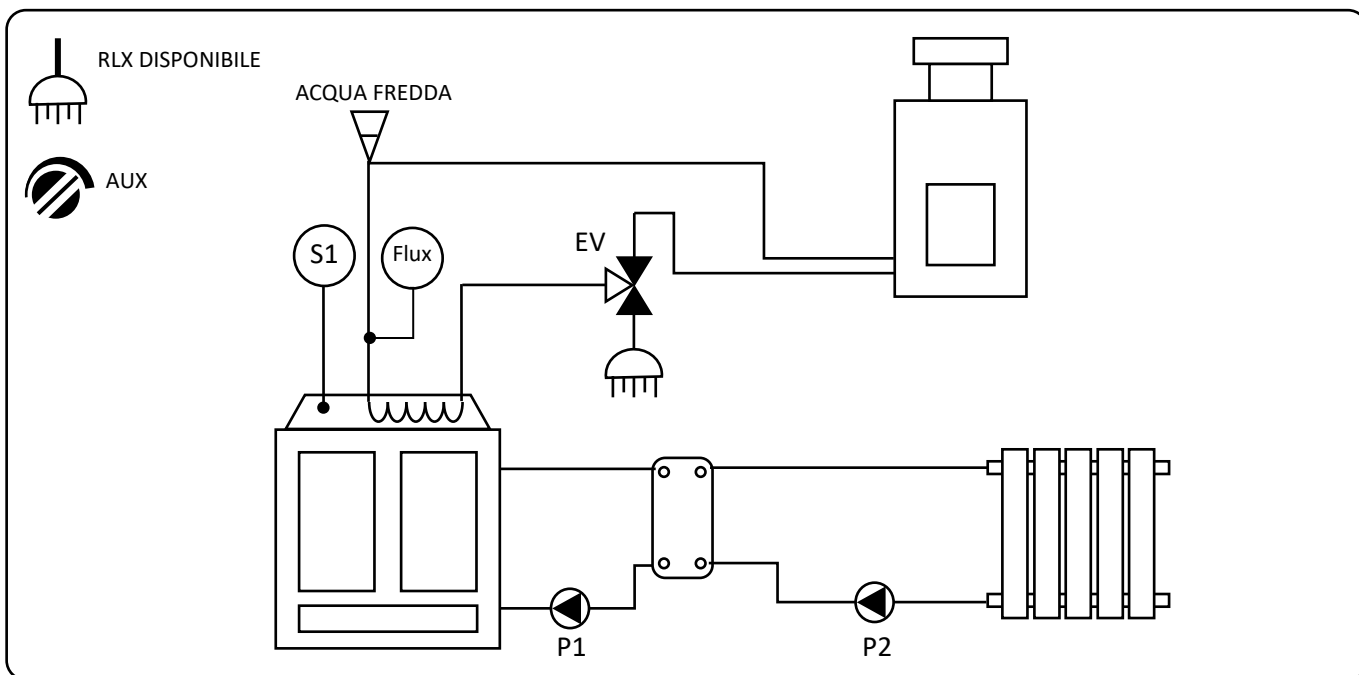 RLX DISPONIBILE
ACQUA FREDDA
AUX
EV
S1
Flux
P1
P2